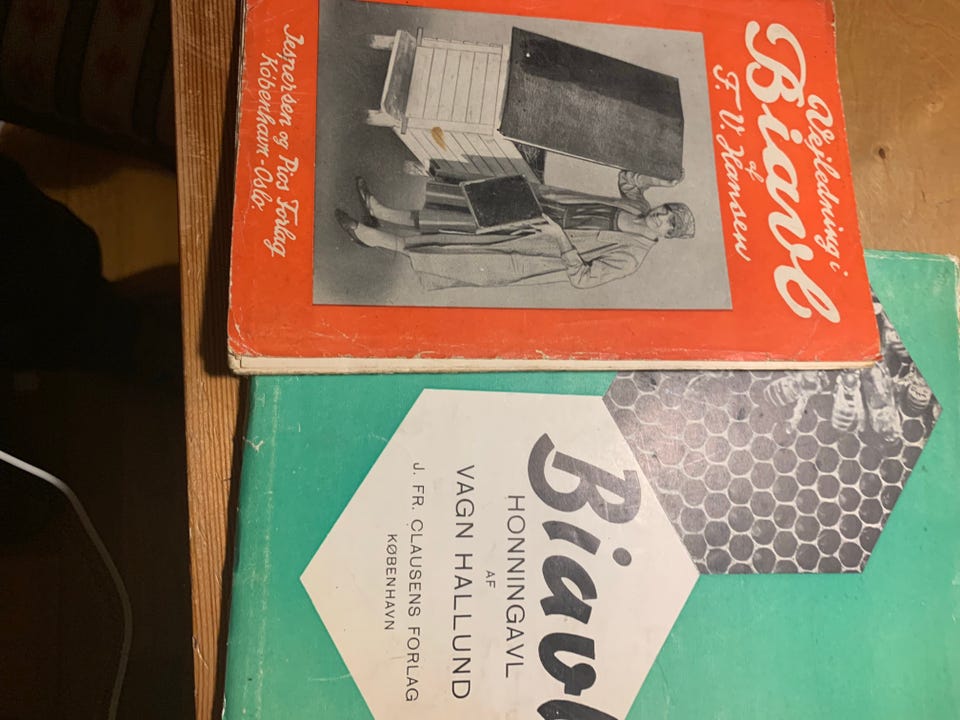 Vejledning i
Biavl
af
F. V. Hansen
Jespersen og Pios Forlag
København - Oslo
Biavl
HONNINGAVL
AF
VAGN HALLUND
J. FR. CLAUSENS FORLAG
KØBENHAVN